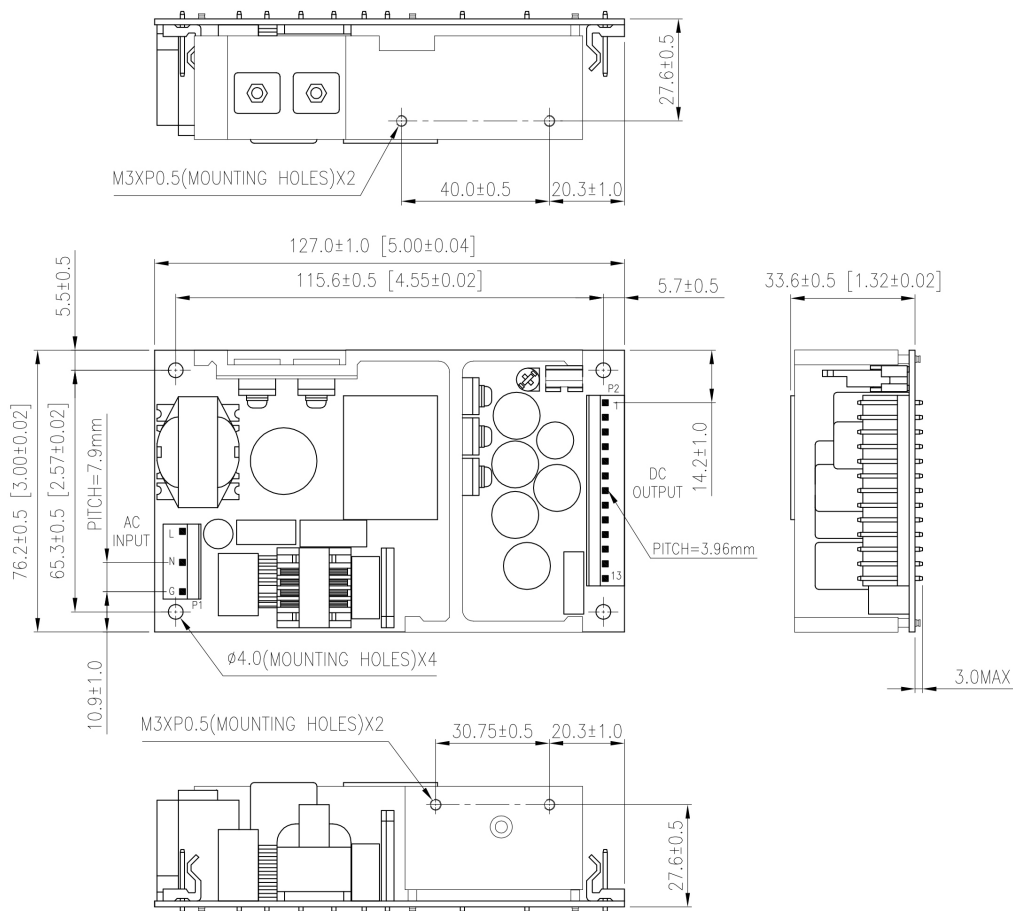 27.6±0.5
M3XP0.5(MOUNTING HOLES)X2
40.0±0.5
20.3±1.0
127.0±1.0 [5.00±0.04]
115.6±0.5 [4.55±0.02]
5.7±0.5
33.6±0.5 [1.32±0.02]
5.5±0.5
76.2±0.5 [3.00±0.02]
65.3±0.5 [2.57±0.02]
PITCH=7.9mm
AC
INPUT
L
N
G
P1
P2
1
14.2±1.0
DC
OUTPUT
PITCH=3.96mm
13
10.9±1.0
ø4.0(MOUNTING HOLES)X4
3.0MAX
M3XP0.5(MOUNTING HOLES)X2
30.75±0.5
20.3±1.0
27.6±0.5